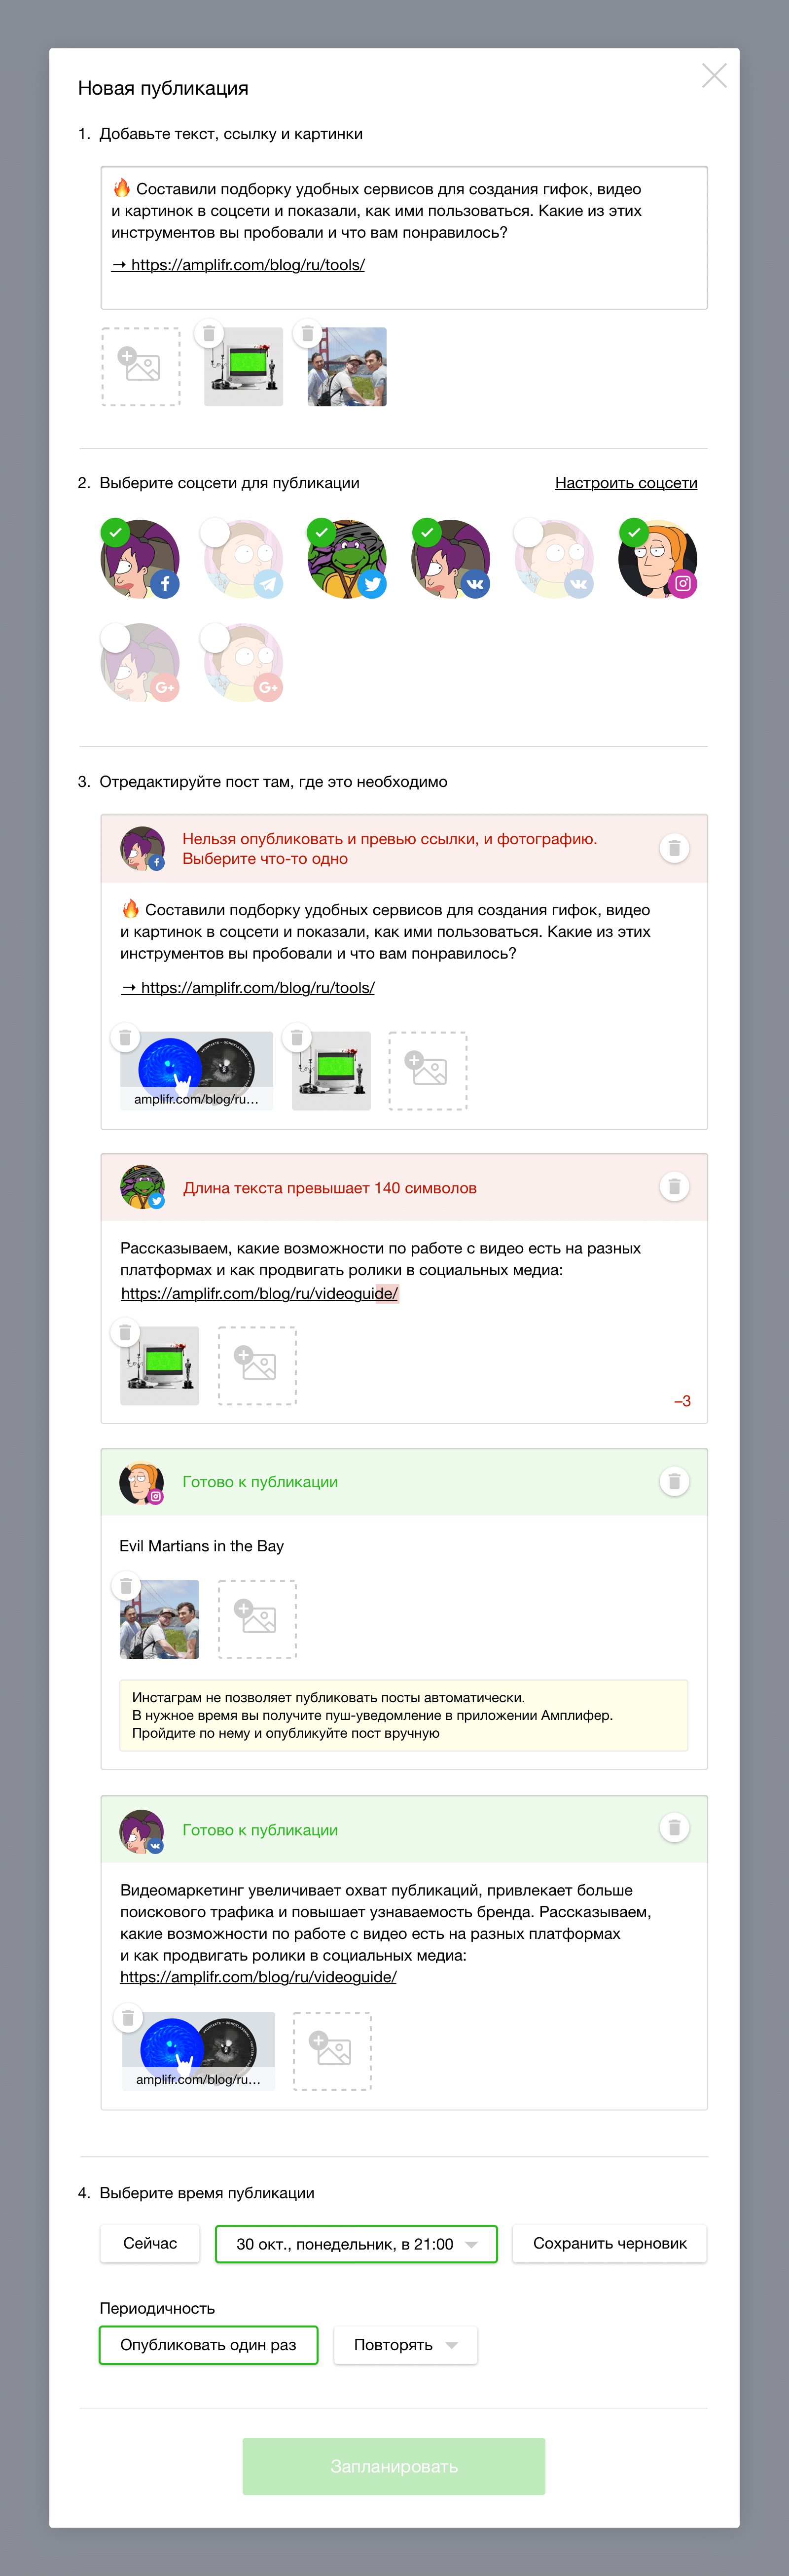 Новая публикация
1. Добавьте текст, ссылку и картинки
🔥 Составили подборку удобных сервисов для создания гифок, видео
и картинок в соцсети и показали, как ими пользоваться. Какие из этих
инструментов вы пробовали и что вам понравилось?
→ https://amplifr.com/blog/ru/tools/
2. Выберите соцсети для публикации
Настроить соцсети
3. Отредактируйте пост там, где это необходимо
Нельзя опубликовать и превью ссылки, и фотографию.
Выберите что-то одно
🔥 Составили подборку удобных сервисов для создания гифок, видео
и картинок в соцсети и показали, как ими пользоваться. Какие из этих
инструментов вы пробовали и что вам понравилось?
→ https://amplifr.com/blog/ru/tools/
amplifr.com/blog/ru…
Длина текста превышает 140 символов
Рассказываем, какие возможности по работе с видео есть на разных
платформах и как продвигать ролики в социальных медиа:
https://amplifr.com/blog/ru/videoguide/
–3
Готово к публикации
Evil Martians in the Bay
Инстаграм не позволяет публиковать посты автоматически.
В нужное время вы получите пуш-уведомление в приложении Амплифер.
Пройдите по нему и опубликуйте пост вручную
Готово к публикации
Видеомаркетинг увеличивает охват публикаций, привлекает больше
поискового трафика и повышает узнаваемость бренда. Рассказываем,
какие возможности по работе с видео есть на разных платформах
и как продвигать ролики в социальных медиа:
https://amplifr.com/blog/ru/videoguide/
amplifr.com/blog/ru…
4. Выберите время публикации
Сейчас
30 окт., понедельник, в 21:00
Сохранить черновик
Периодичность
Опубликовать один раз
Повторять
Запланировать